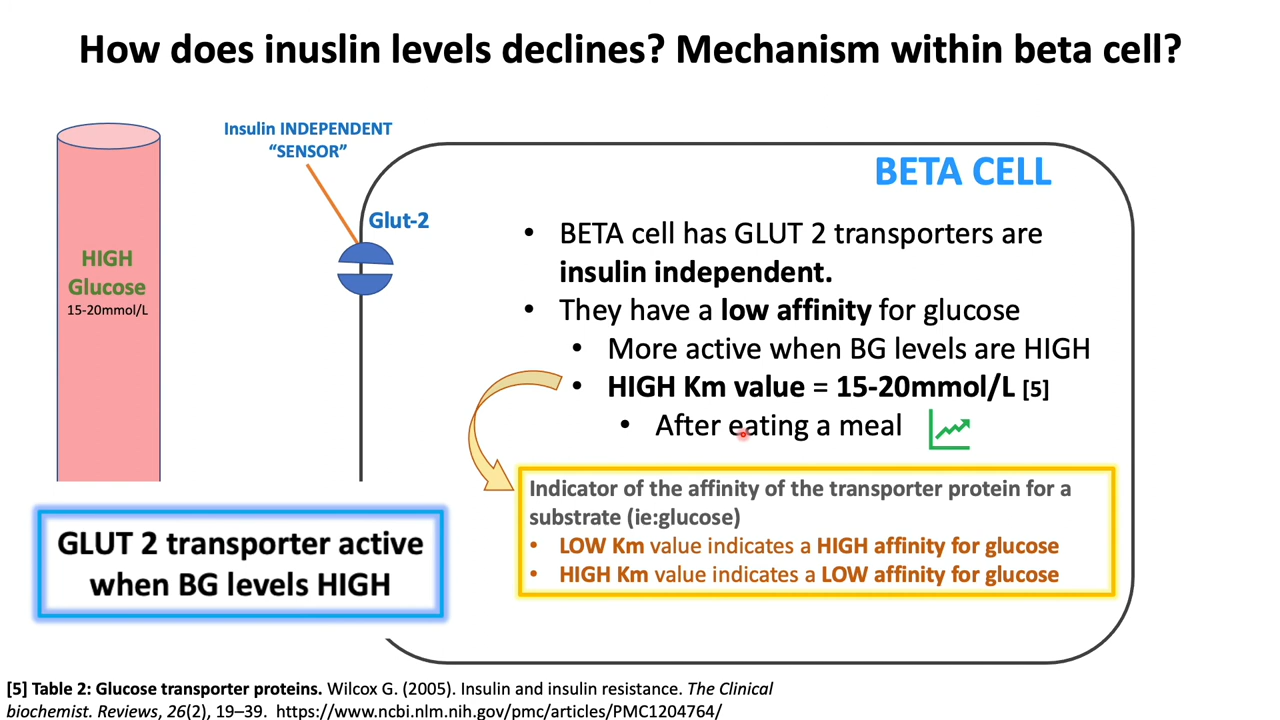 How does inuslin levels declines? Mechanism within beta cell?
Insulin INDEPENDENT
“SENSOR”
BETA CELL
Glut-2
HIGH
Glucose
15-20mmol/L
• BETA cell has GLUT 2 transporters are
insulin independent.
• They have a low affinity for glucose
• More active when BG levels are HIGH
• HIGH Km value = 15-20mmol/L [5]
• After eating a meal
Indicator of the affinity of the transporter protein for a
substrate (ie:glucose)
• LOW Km value indicates a HIGH affinity for glucose
• HIGH Km value indicates a LOW affinity for glucose
GLUT 2 transporter active
when BG levels HIGH
[5] Table 2: Glucose transporter proteins. Wilcox G. (2005). Insulin and insulin resistance. The Clinical
biochemist. Reviews, 26(2), 19–39. https://www.ncbi.nlm.nih.gov/pmc/articles/PMC1204764/